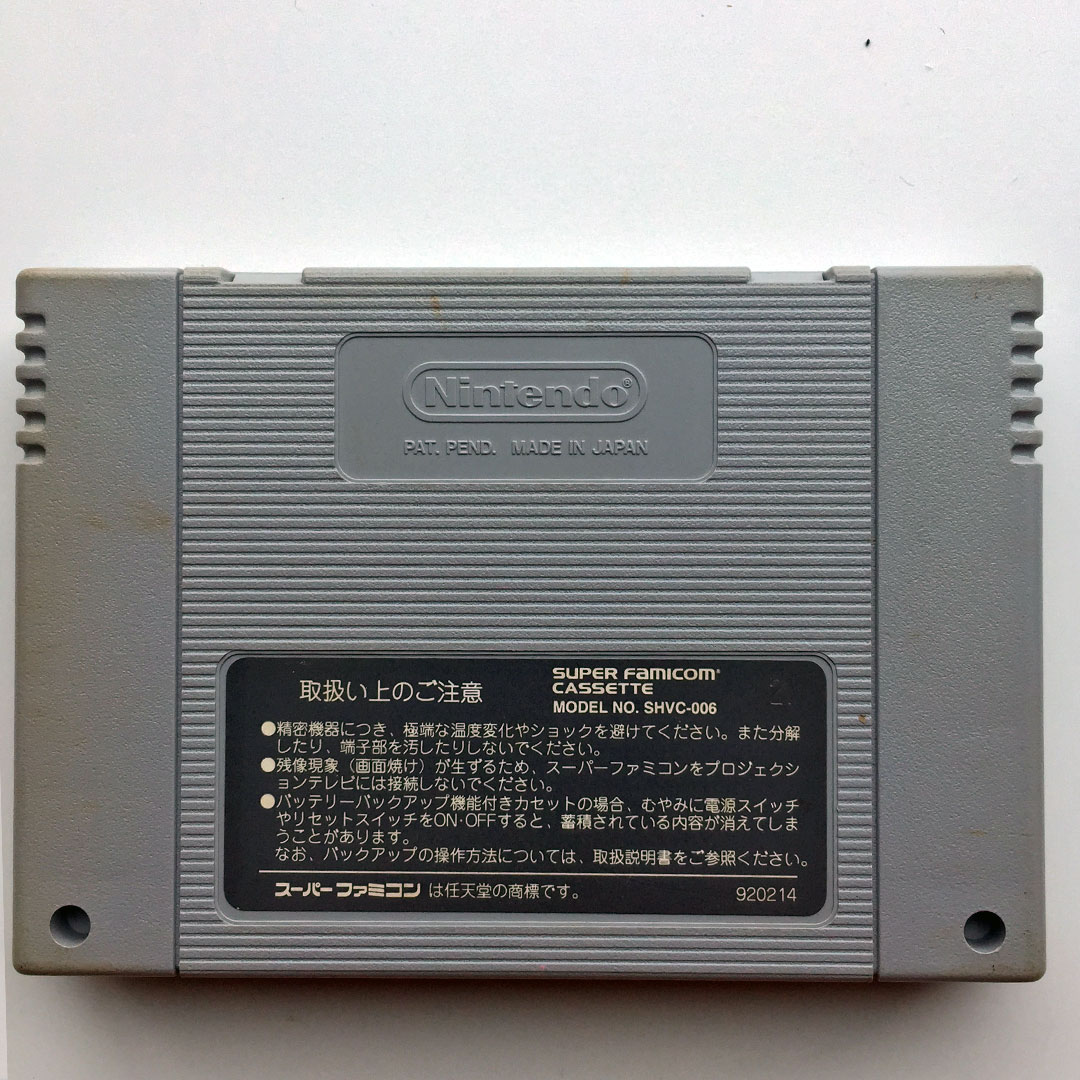 Nintendo®
PAT. PEND. MADE IN JAPAN
取扱い上のご注意
SUPER FAMICOM®
CASSETTE
MODEL NO. SHVC-006
●精密機器につき、極端な温度変化やショックを避けてください。また分解
したり、端子部を汚したりしないでください。
●残像現象（画面焼け）が生ずるため、スーパーファミコンをプロジェクシ
ョンテレビには接続しないでください。
●バッテリーバックアップ機能付きカセットの場合、むやみに電源スイッチ
やリセットスイッチをON·OFFすると、蓄積されている内容が消えてしま
うことがあります。
なお、バックアップの操作方法については、取扱説明書をご参照ください。
スーパーファミコン は任天堂の商標です。
920214